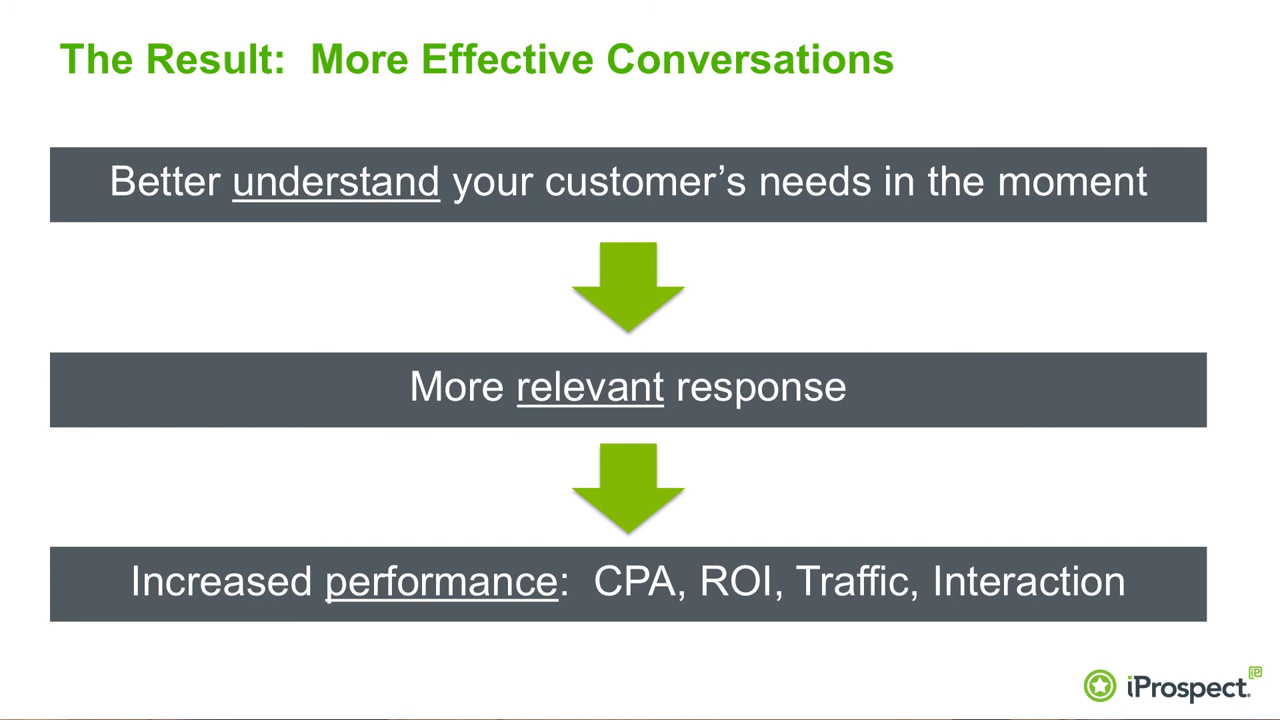 The Result:  More Effective Conversations
Better understand your customer’s needs in the moment
More relevant response
Increased performance:  CPA, ROI, Traffic, Interaction
iProspect.
iP